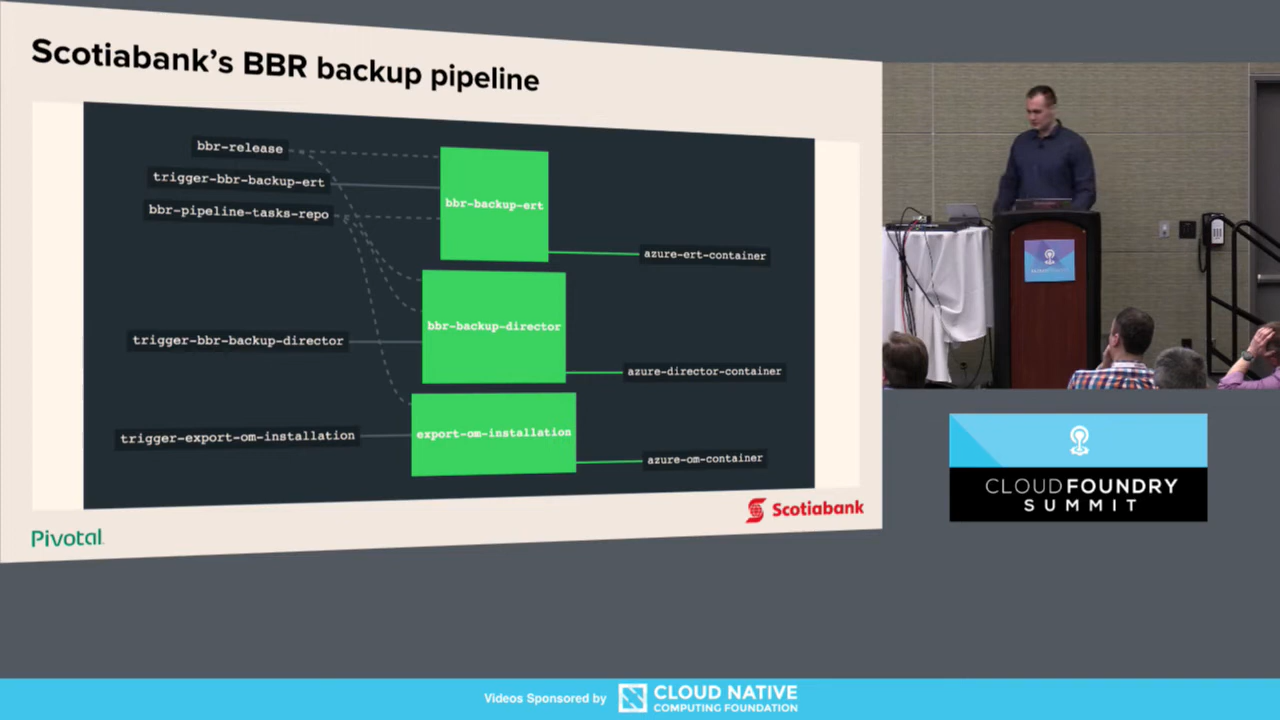 Scotiabank's BBR backup pipeline
bbr-release
trigger-bbr-backup-ert
bbr-pipeline-tasks-repo
bbr-backup-ert
azure-ert-container
bbr-backup-director
trigger-bbr-backup-director
azure-director-container
export-om-installation
trigger-export-om-installation
azure-om-container
Scotiabank
Pivotal
CLOUD FOUNDRY
SUMMIT
Videos Sponsored by
CLOUD NATIVE
COMPUTING FOUNDATION